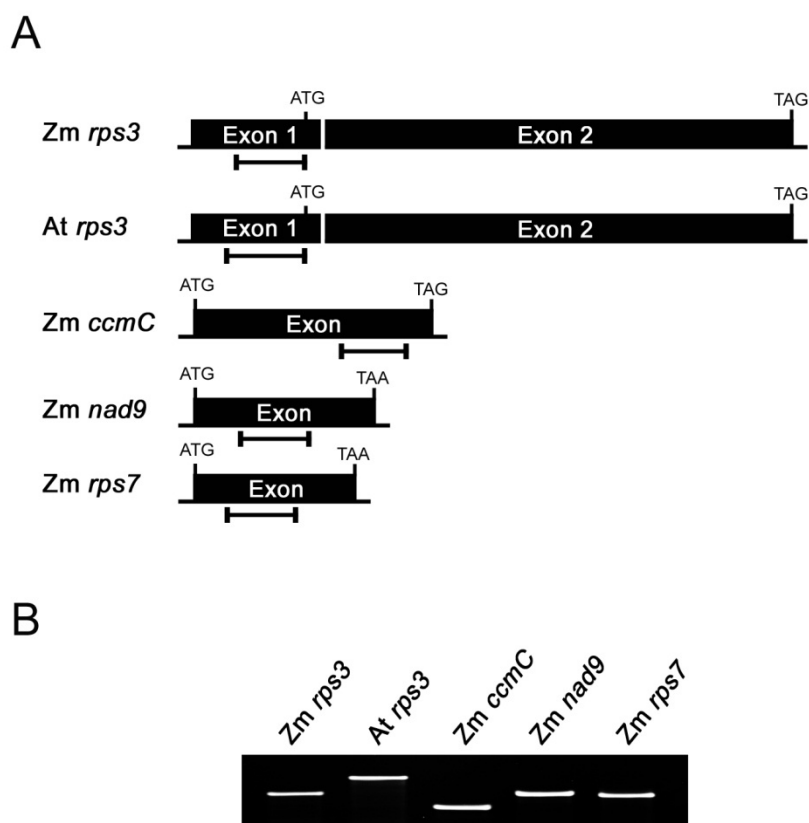 A
ATG TAG
Zm rps3 Exon 1 Exon 2
ATG TAG
At rps3 Exon 1 Exon 2
ATG TAG
Zm ccmC Exon
ATG TAA
Zm nad9 Exon
ATG TAA
Zm rps7 Exon
B
Zm rps3 At rps3 Zm ccmC Zm nad9 Zm rps7